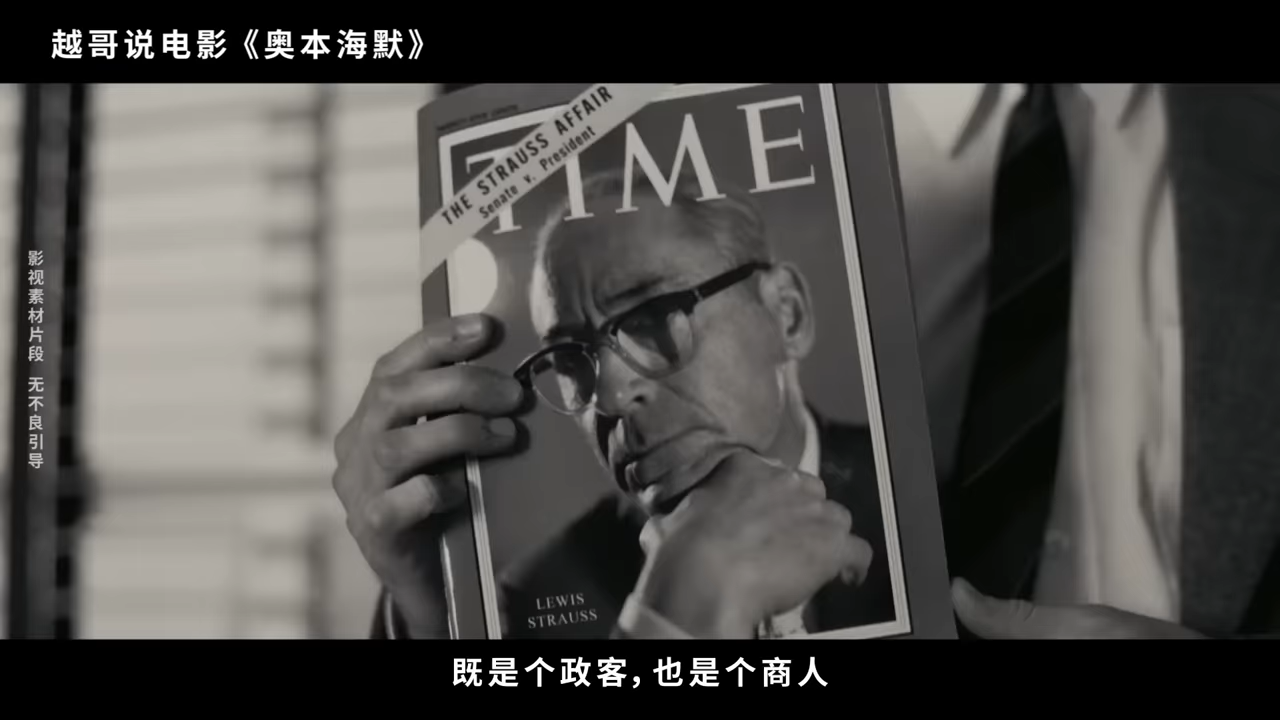 越哥说电影《奥本海默》
THE STRAUSS AFFAIR
Senate v. President
TIME
影视素材片段 无不良引导
LEWIS
STRAUSS
既是个政客,也是个商人